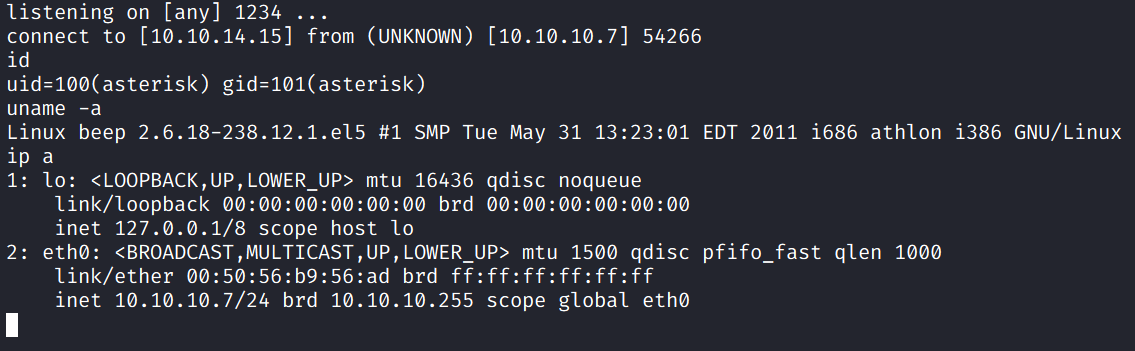 listening on [any] 1234 ...
connect to [10.10.14.15] from (UNKNOWN) [10.10.10.7] 54266
id
uid=100(asterisk) gid=101(asterisk)
uname -a
Linux beep 2.6.18-238.12.1.el5 #1 SMP Tue May 31 13:23:01 EDT 2011 i686 athlon i386 GNU/Linux
ip a
1: lo: <LOOPBACK,UP,LOWER_UP> mtu 16436 qdisc noqueue
    link/loopback 00:00:00:00:00:00 brd 00:00:00:00:00:00
    inet 127.0.0.1/8 scope host lo
2: eth0: <BROADCAST,MULTICAST,UP,LOWER_UP> mtu 1500 qdisc pfifo_fast qlen 1000
    link/ether 00:50:56:b9:56:ad brd ff:ff:ff:ff:ff:ff
    inet 10.10.10.7/24 brd 10.10.10.255 scope global eth0